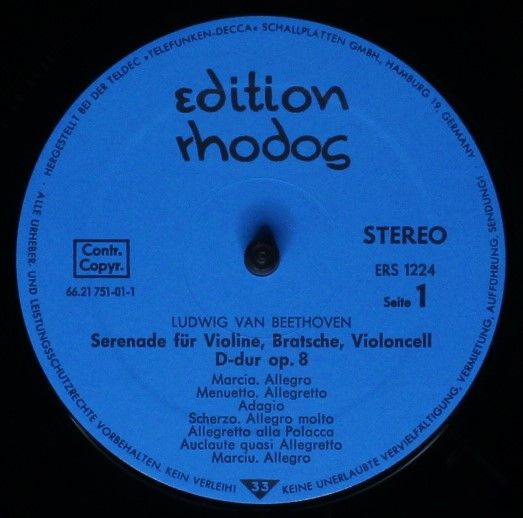 HERGESTELLT BEI DER TELDEC »TELEFUNKEN-DECCA« SCHALLPLATTEN GMBH, HAMBURG 19, GERMANY
edition
rhodos
STEREO
Contr.
Copyr.
ERS 1224
66.21 751-01-1
Seite 1
LUDWIG VAN BEETHOVEN
Serenade für Violine, Bratsche, Violoncell
D-dur op. 8
Marcia. Allegro
Menuetto. Allegretto
Adagio
Scherzo. Allegro molto
Allegretto alla Polacca
Auclaute quasi Allegretto
Marciu. Allegro
33
· ALLE URHEBER- UND LEISTUNGSSCHUTZRECHTE VORBEHALTEN. KEIN VERLEIH! KEINE UNERLAUBTE VERVIELFÄLTIGUNG, VERMIETUNG, AUFFÜHRUNG, SENDUNG!